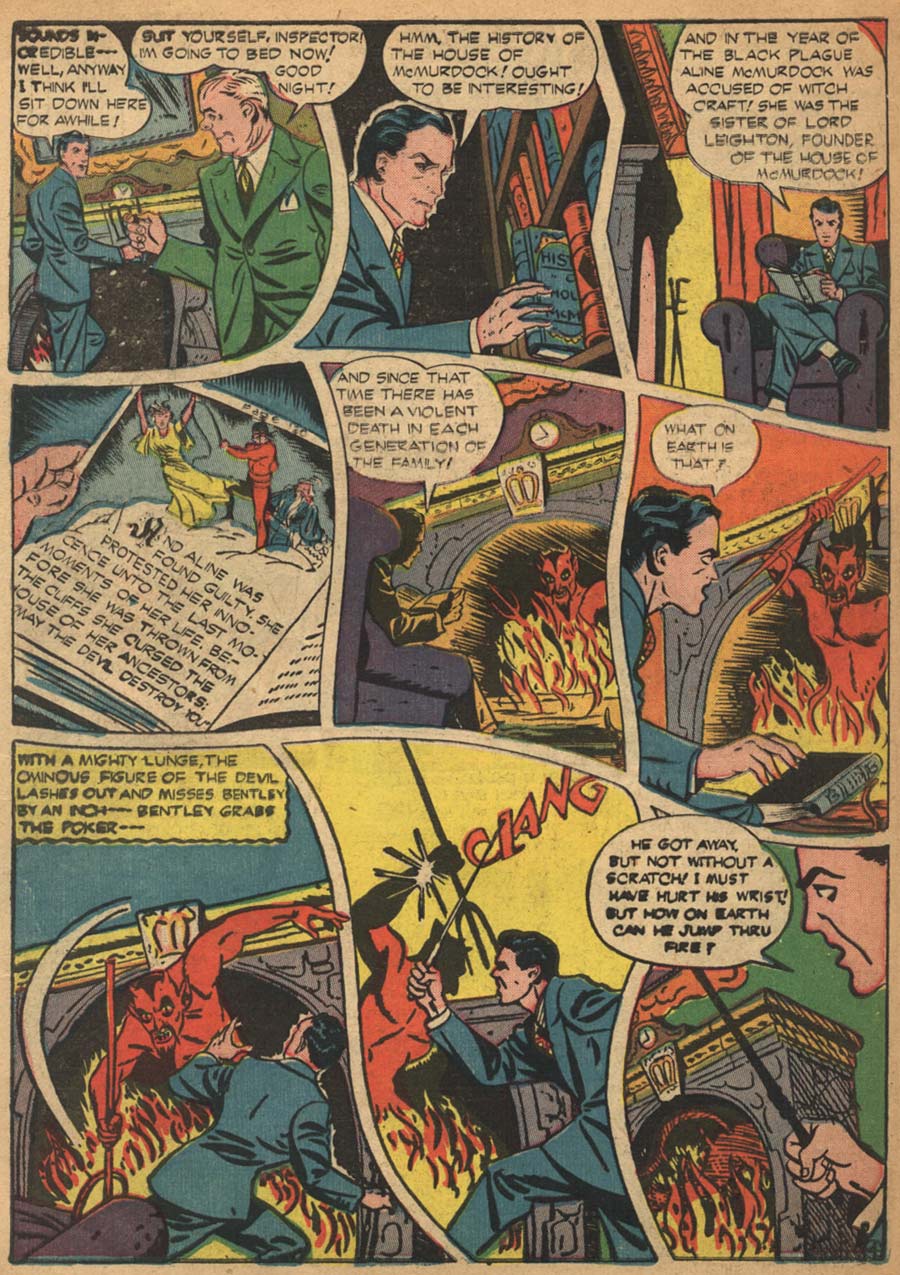 SOUNDS IN-
CREDIBLE---
WELL, ANYWAY
I THINK I'LL
SIT DOWN HERE
FOR AWHILE!
SUIT YOURSELF, INSPECTOR!
I'M GOING TO BED NOW!
GOOD
NIGHT!
HMM, THE HISTORY OF
THE HOUSE OF
McMURDOCK! OUGHT
TO BE INTERESTING!
HIST
O
HOU
McM
AND IN THE YEAR OF
THE BLACK PLAGUE
ALINE McMURDOCK WAS
ACCUSED OF WITCH
CRAFT! SHE WAS THE
SISTER OF LORD
LEIGHTON, FOUNDER
OF THE HOUSE OF
McMURDOCK!
PAGE 120
AND ALINE WAS
FOUND GUILTY. SHE
PROTESTED HER INNO-
CENCE UNTO THE LAST MO-
MOMENTS OF HER LIFE. BE-
FORE SHE WAS THROWN FROM
THE CLIFFS SHE CURSED THE
HOUSE OF HER ANCESTORS:
MAY THE DEVIL DESTROY YOU"
AND SINCE THAT
TIME THERE HAS
BEEN A VIOLENT
DEATH IN EACH
GENERATION OF
THE FAMILY!
M
WHAT ON
EARTH IS
THAT?
BIBLE
WITH A MIGHTY LUNGE, THE
OMINOUS FIGURE OF THE DEVIL
LASHES OUT AND MISSES BENTLEY
BY AN INCH--- BENTLEY GRABS
THE POKER---
M
CLANG
HE GOT AWAY,
BUT NOT WITHOUT A
SCRATCH! I MUST
HAVE HURT HIS WRIST!
BUT HOW ON EARTH
CAN HE JUMP THRU
FIRE?
M